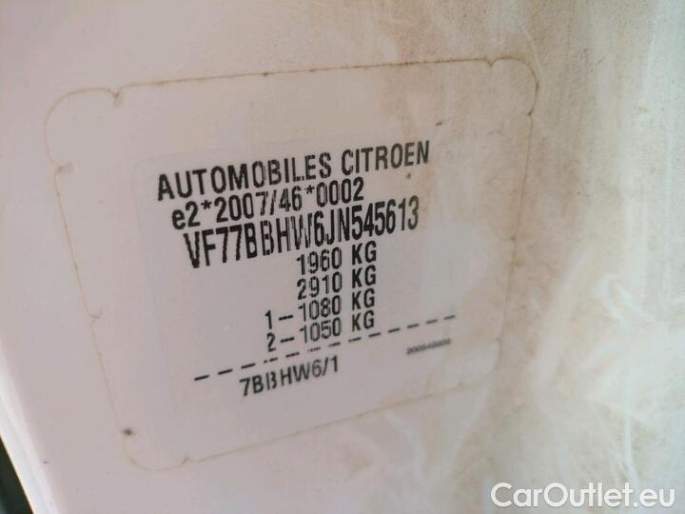 AUTOMOBILES CITROEN
e2*2007/46*0002
VF77BBHW6JN545613
1960 KG
2910 KG
1-1080 KG
2-1050 KG
7BBHW6/1
CarOutlet.eu